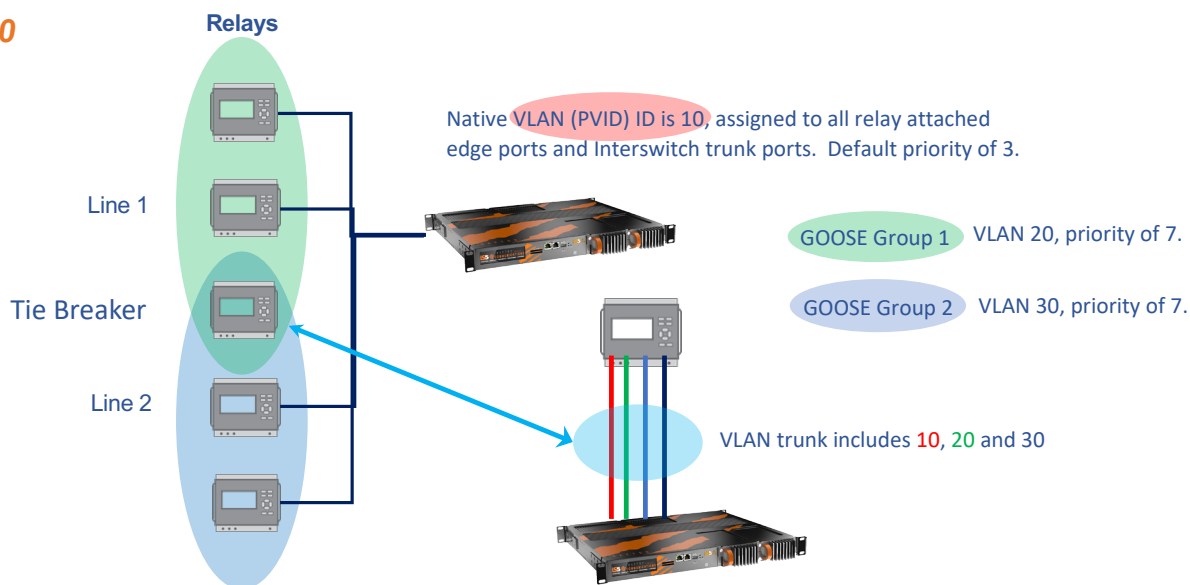 0
Relays
Native VLAN (PVID) ID is 10, assigned to all relay attached
edge ports and Interswitch trunk ports. Default priority of 3.
Line 1
GOOSE Group 1 VLAN 20, priority of 7.
Tie Breaker
GOOSE Group 2 VLAN 30, priority of 7.
Line 2
VLAN trunk includes 10, 20 and 30